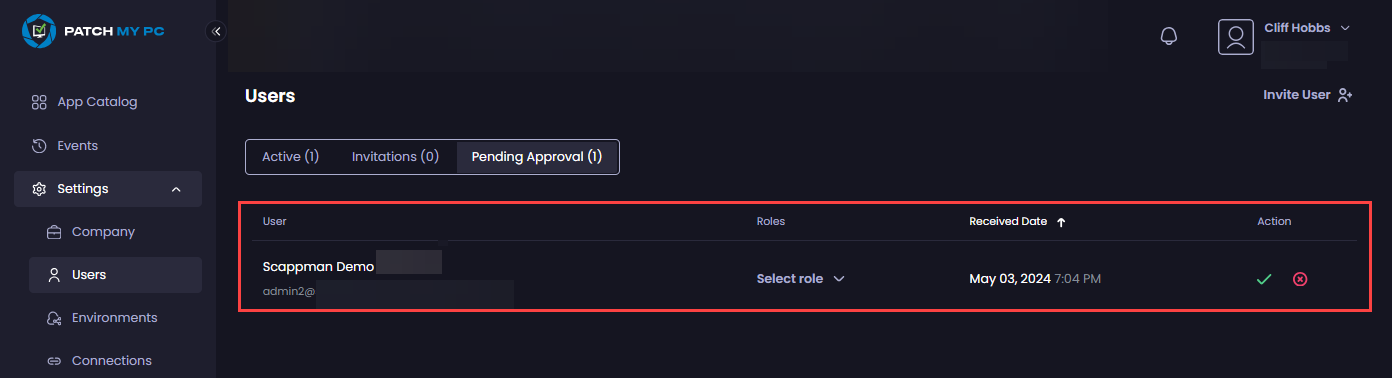 PATCH MY PC
Cliff Hobbs
App Catalog
Events
Settings
Company
Users
Environments
Connections
Users
Invite User
Active (1) Invitations (0) Pending Approval (1)
User Roles Received Date Action
Scappman Demo Select role May 03, 2024 7:04 PM
admin2@